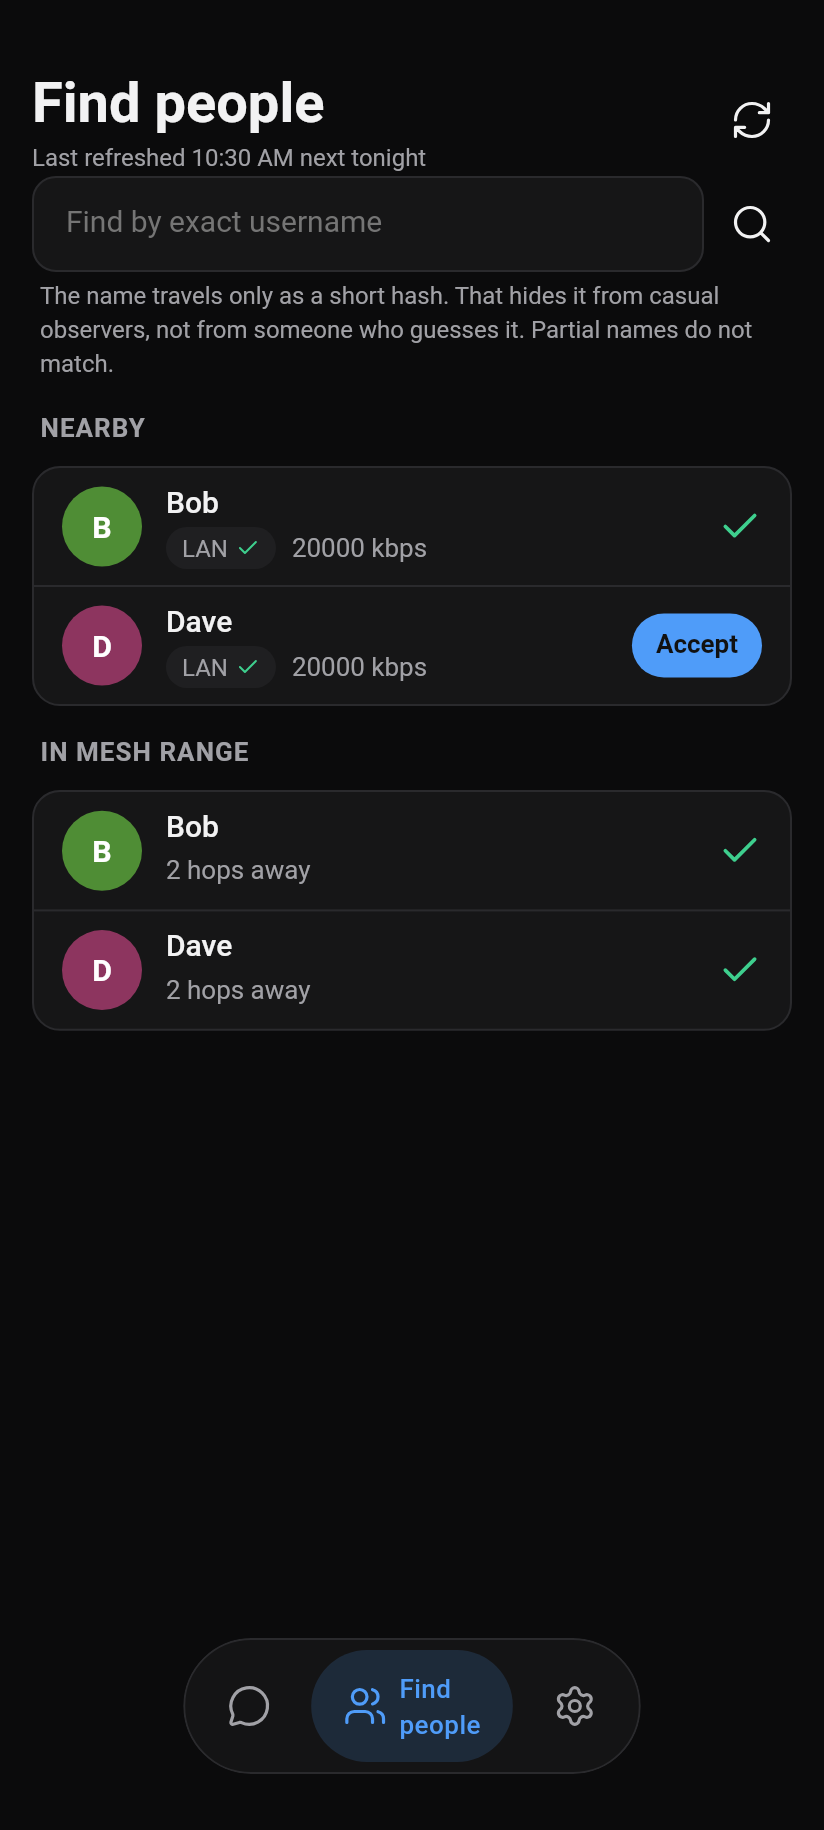 Find people
Last refreshed 10:30 AM next tonight
Find by exact username
The name travels only as a short hash. That hides it from casual
observers, not from someone who guesses it. Partial names do not
match.
NEARBY
B
Bob
LAN
20000 kbps
D
Dave
LAN
20000 kbps
Accept
IN MESH RANGE
B
Bob
2 hops away
D
Dave
2 hops away
Find
people